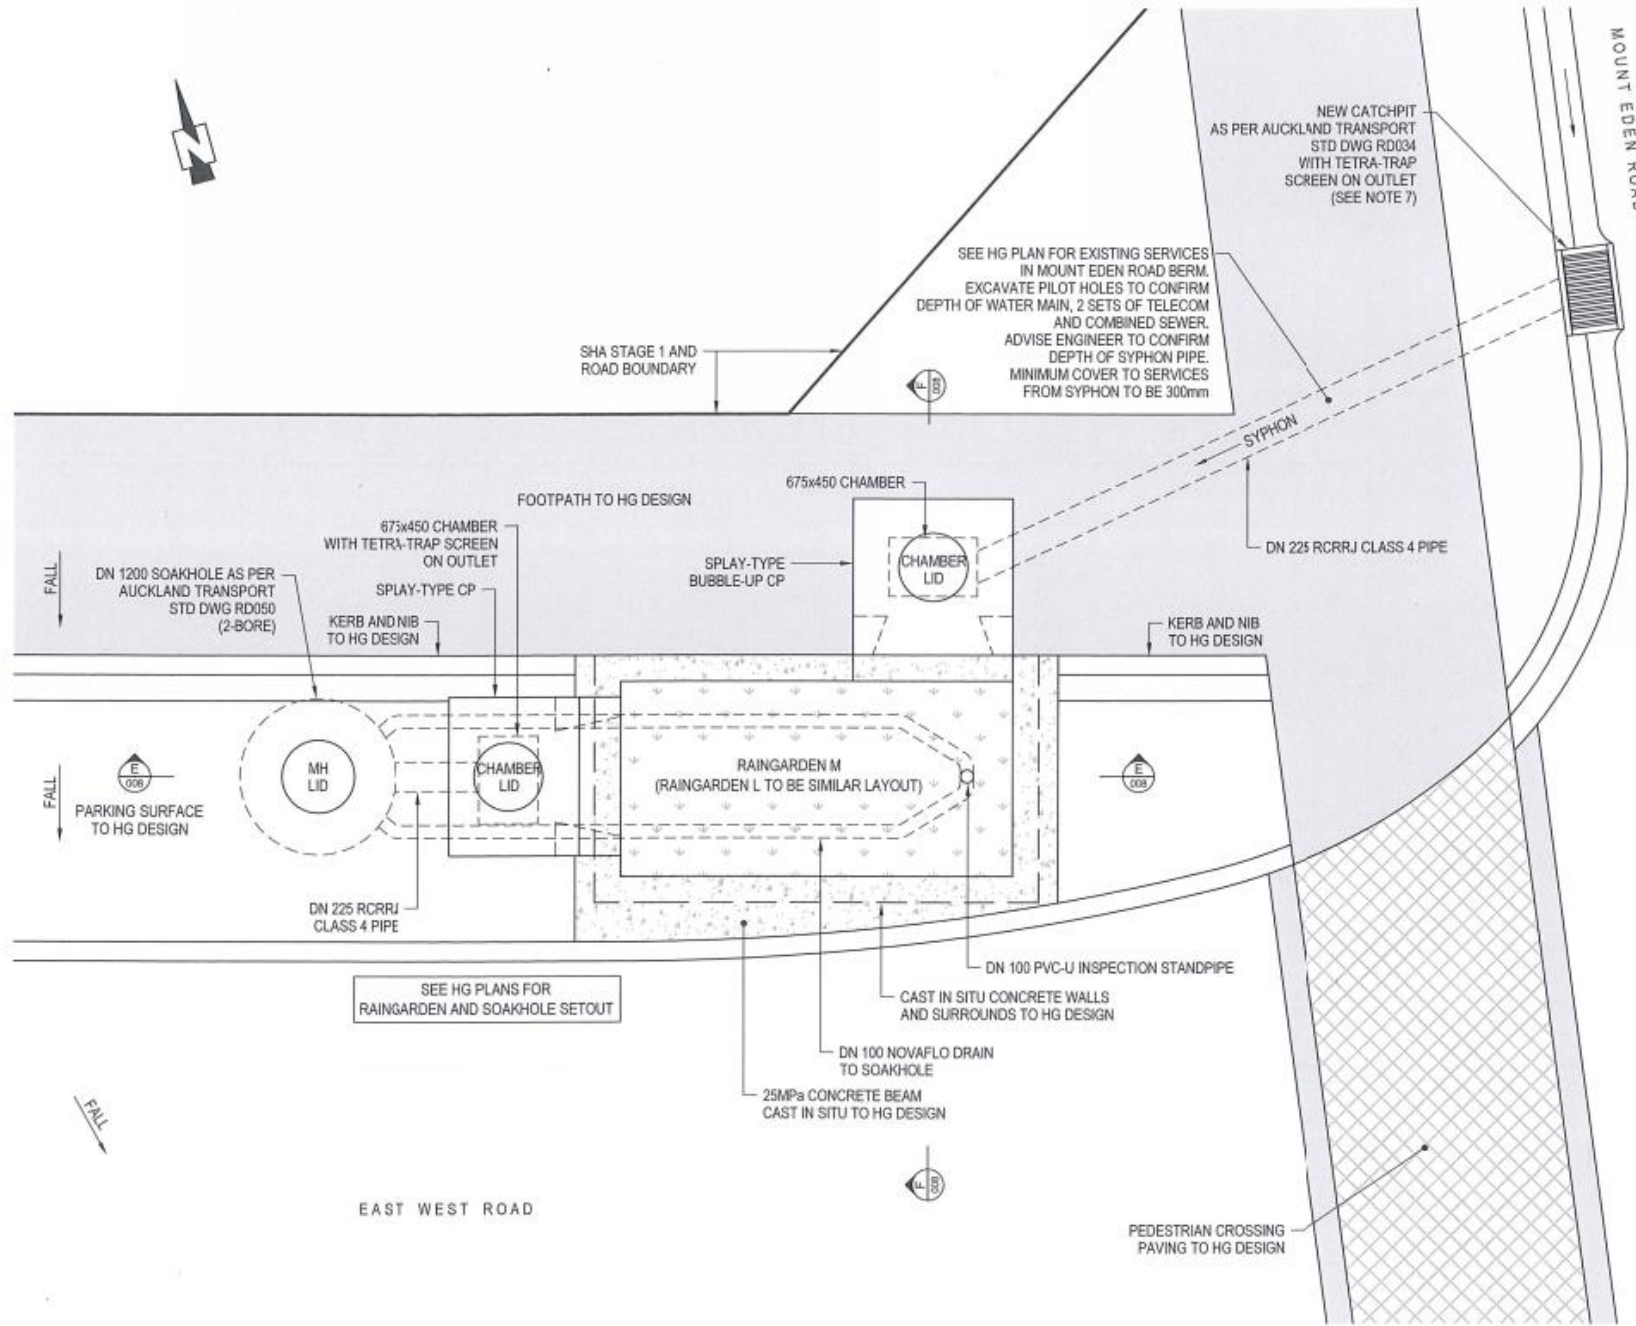 MOUNT EDEN ROAD
N
NEW CATCHPIT
AS PER AUCKLAND TRANSPORT
STD DWG RD034
WITH TETRA-TRAP
SCREEN ON OUTLET
(SEE NOTE 7)
SEE HG PLAN FOR EXISTING SERVICES
IN MOUNT EDEN ROAD BERM.
EXCAVATE PILOT HOLES TO CONFIRM
DEPTH OF WATER MAIN, 2 SETS OF TELECOM
AND COMBINED SEWER.
ADVISE ENGINEER TO CONFIRM
DEPTH OF SYPHON PIPE.
MINIMUM COVER TO SERVICES
FROM SYPHON TO BE 300mm
SHA STAGE 1 AND
ROAD BOUNDARY
F
008
SYPHON
675x450 CHAMBER
FOOTPATH TO HG DESIGN
675x450 CHAMBER
WITH TETRA-TRAP SCREEN
ON OUTLET
DN 225 RCRRJ CLASS 4 PIPE
CHAMBER
LID
SPLAY-TYPE
BUBBLE-UP CP
FALL
DN 1200 SOAKHOLE AS PER
AUCKLAND TRANSPORT
STD DWG RD050
(2-BORE)
SPLAY-TYPE CP
KERB AND NIB
TO HG DESIGN
KERB AND NIB
TO HG DESIGN
FALL
E
008
PARKING SURFACE
TO HG DESIGN
MH
LID
CHAMBER
LID
RAINGARDEN M
(RAINGARDEN L TO BE SIMILAR LAYOUT)
E
008
DN 225 RCRRJ
CLASS 4 PIPE
DN 100 PVC-U INSPECTION STANDPIPE
SEE HG PLANS FOR
RAINGARDEN AND SOAKHOLE SETOUT
CAST IN SITU CONCRETE WALLS
AND SURROUNDS TO HG DESIGN
DN 100 NOVAFLO DRAIN
TO SOAKHOLE
25MPa CONCRETE BEAM
CAST IN SITU TO HG DESIGN
FALL
F
008
EAST WEST ROAD
PEDESTRIAN CROSSING
PAVING TO HG DESIGN